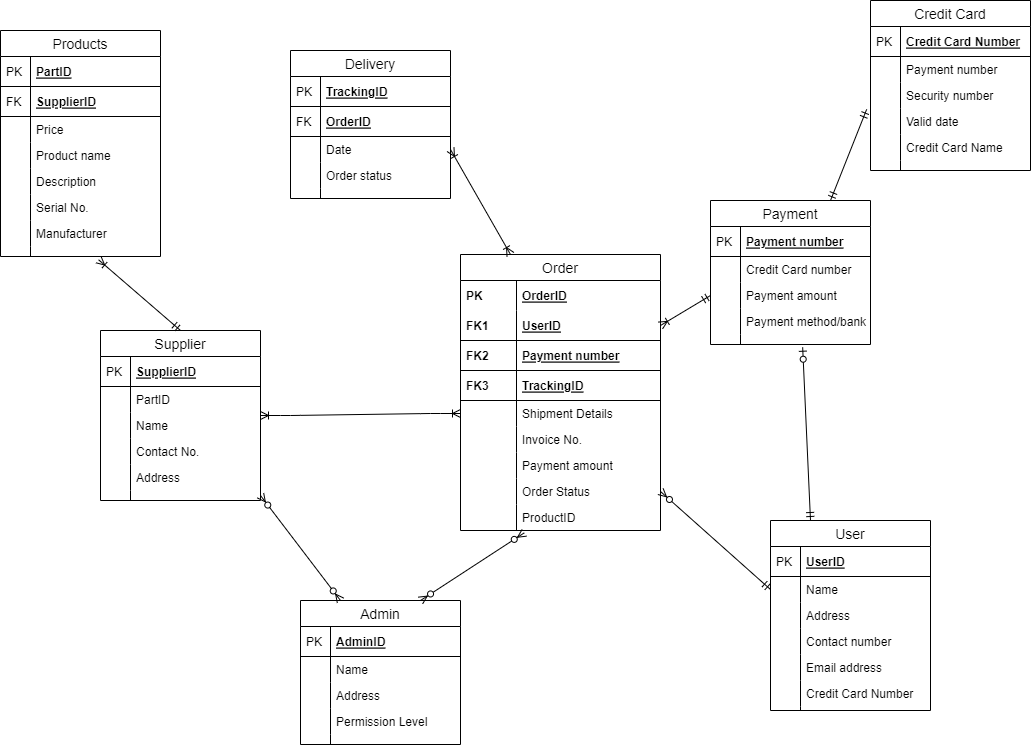 Products
PK PartID
FK SupplierID
Price
Product name
Description
Serial No.
Manufacturer
Delivery
PK TrackingID
FK OrderID
Date
Order status
Credit Card
PK Credit Card Number
Payment number
Security number
Valid date
Credit Card Name
Payment
PK Payment number
Credit Card number
Payment amount
Payment method/bank
Order
PK OrderID
FK1 UserID
FK2 Payment number
FK3 TrackingID
Shipment Details
Invoice No.
Payment amount
Order Status
ProductID
Supplier
PK SupplierID
PartID
Name
Contact No.
Address
User
PK UserID
Name
Address
Contact number
Email address
Credit Card Number
Admin
PK AdminID
Name
Address
Permission Level